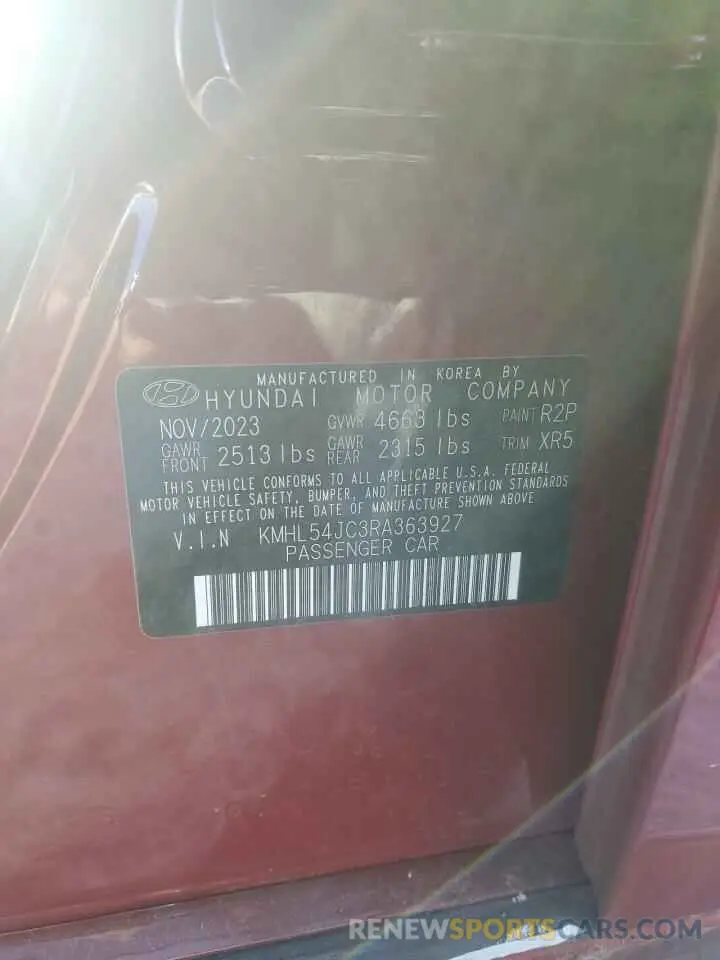 MANUFACTURED IN KOREA BY
HYUNDAI MOTOR COMPANY
NOV/2023 GVWR 4663 lbs PAINT R2P
GAWR FRONT 2513 lbs GAWR REAR 2315 lbs TRIM XR5
THIS VEHICLE CONFORMS TO ALL APPLICABLE U.S.A. FEDERAL
MOTOR VEHICLE SAFETY, BUMPER, AND THEFT PREVENTION STANDARDS
IN EFFECT ON THE DATE OF MANUFACTURE SHOWN ABOVE
V.I.N KMHL54JC3RA363927
PASSENGER CAR
RENEWSPORTSCARS.COM